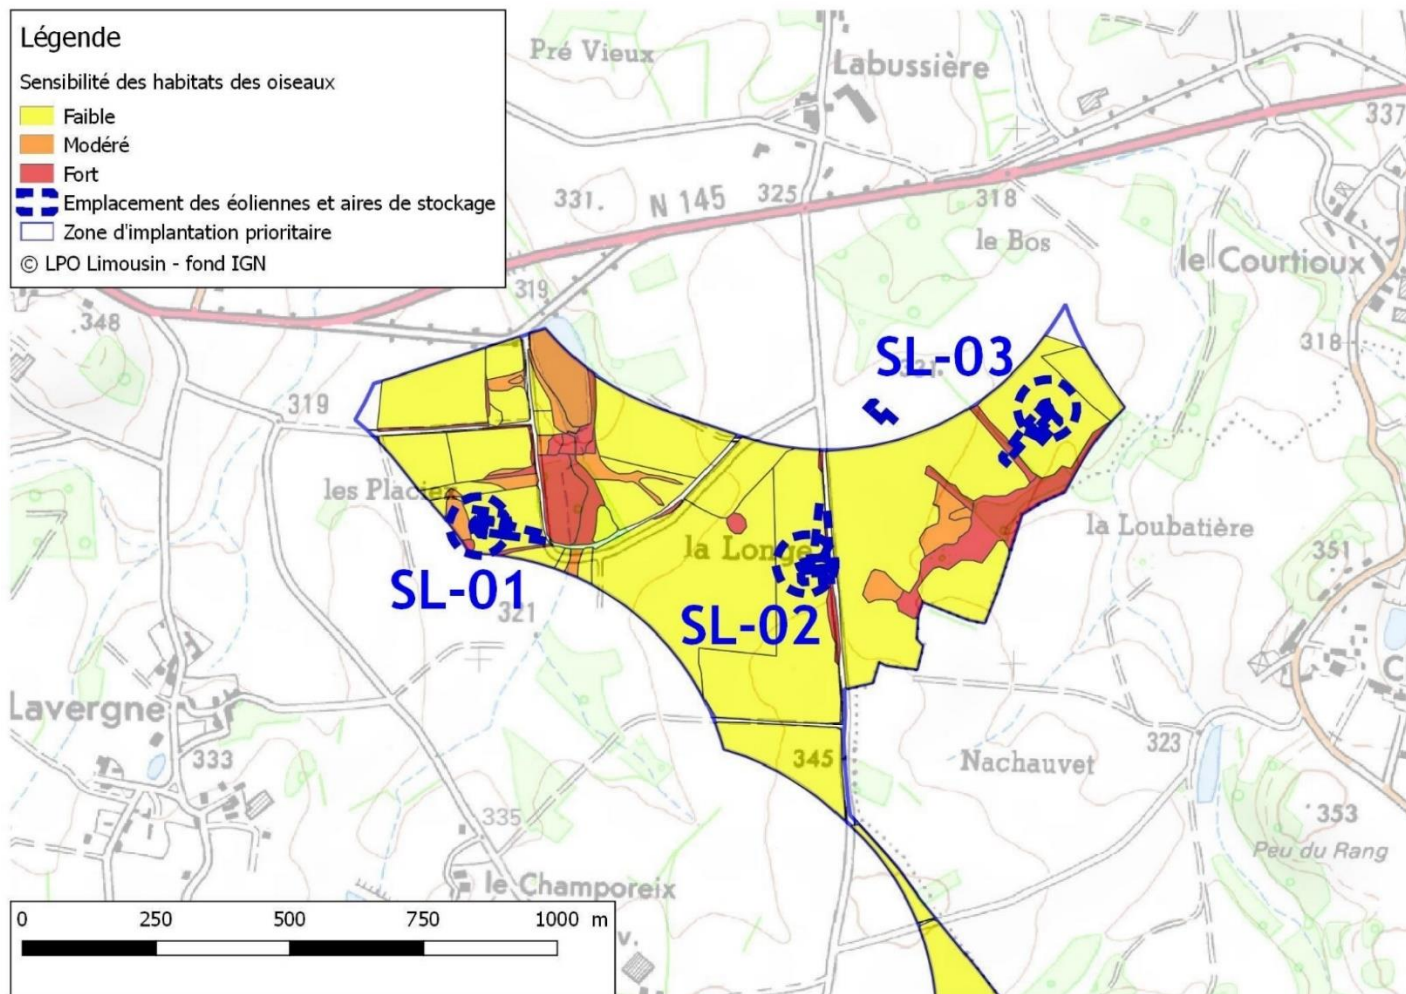 Légende
Sensibilité des habitats des oiseaux
Faible
Modéré
Fort
Emplacement des éoliennes et aires de stockage
Zone d'implantation prioritaire
© LPO Limousin - fond IGN
Pré Vieux
Labussière
337
331.
N 145
325
318
le Bos
le Courtioux
319
348
318
SL-03
319
les Placies
la Longe
la Loubatière
351
SL-01
321
SL-02
Lavergne
333
345
Nachauvet
323
335
353
Peu du Rang
le Champoreix
0 250 500 750 1000 m
v.
C